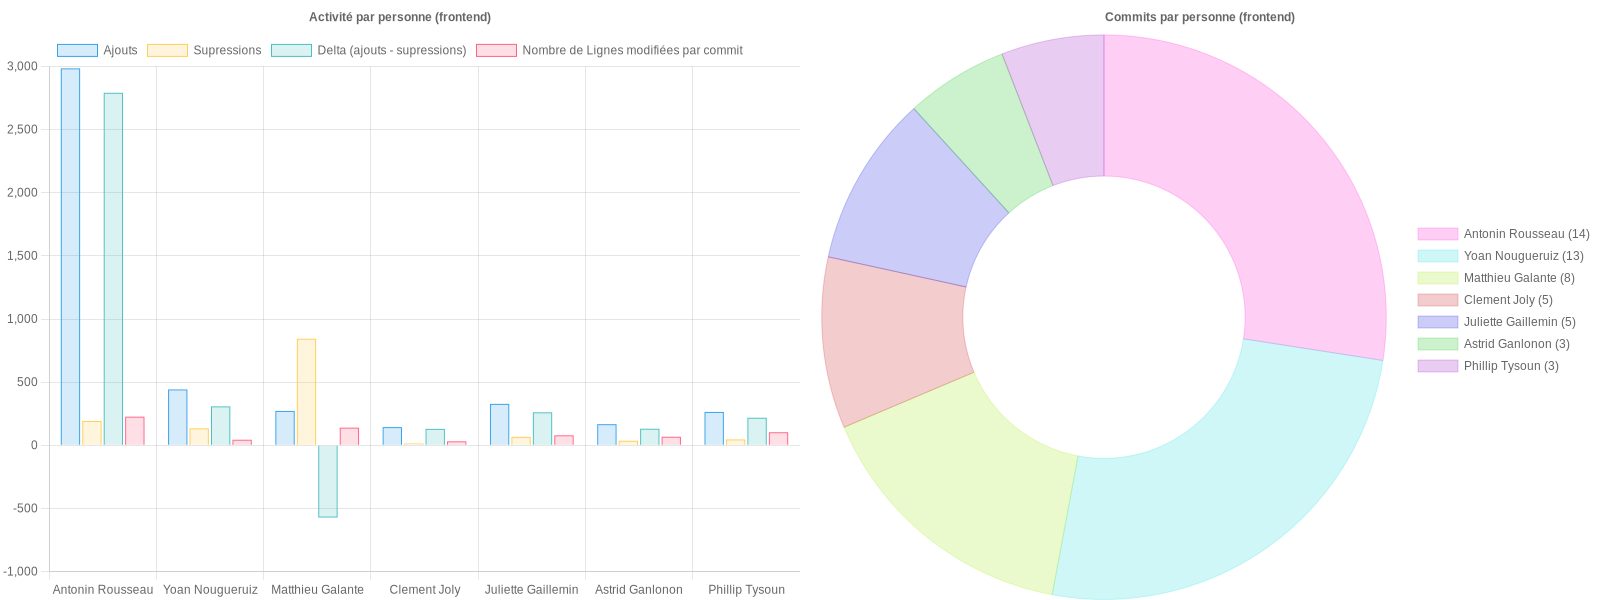 Activité par personne (frontend)
Ajouts Supressions Delta (ajouts - supressions) Nombre de Lignes modifiées par commit
3,000
2,500
2,000
1,500
1,000
500
0
-500
-1,000
Antonin Rousseau Yoan Nougueruiz Matthieu Galante Clement Joly Juliette Gaillemin Astrid Ganlonon Phillip Tysoun
Commits par personne (frontend)
Antonin Rousseau (14)
Yoan Nougueruiz (13)
Matthieu Galante (8)
Clement Joly (5)
Juliette Gaillemin (5)
Astrid Ganlonon (3)
Phillip Tysoun (3)